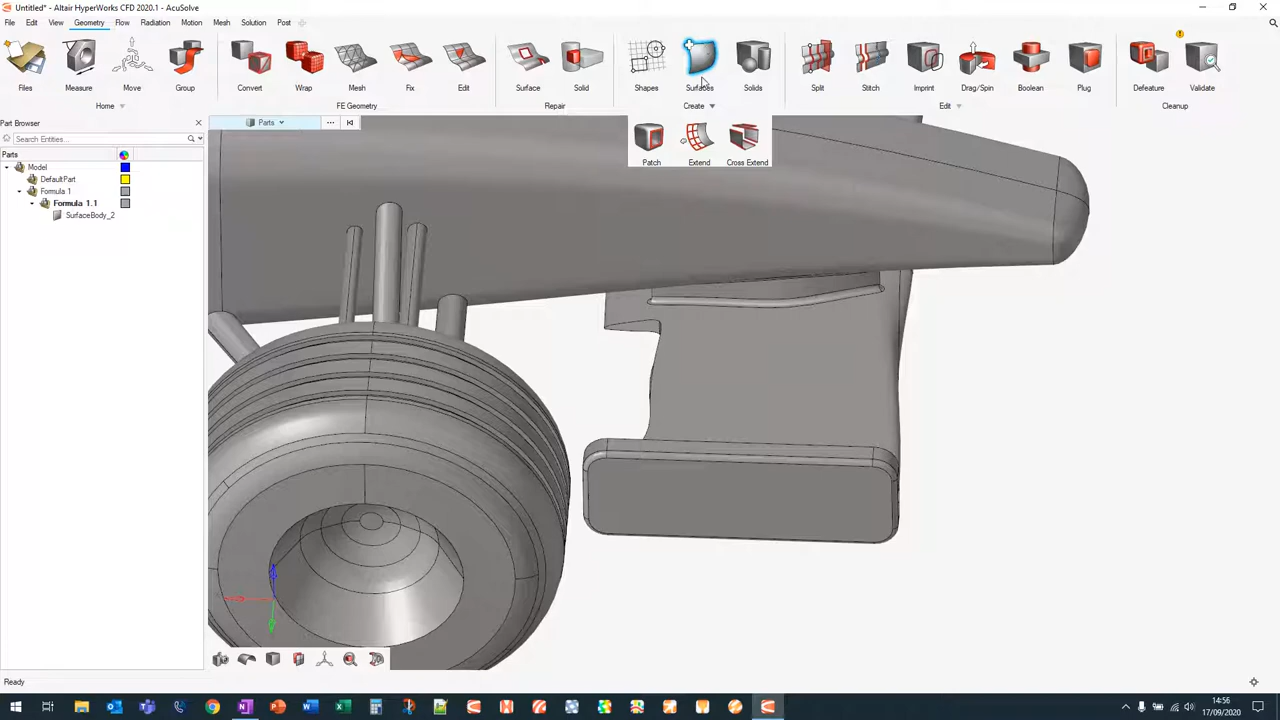 Untitled* - Altair HyperWorks CFD 2020.1 - AcuSolve
File Edit View Geometry Flow Radiation Motion Mesh Solution Post
Files Measure Move Group Convert Wrap Mesh Fix Edit Surface Solid Shapes Surfaces Solids Split Stitch Imprint Drag/Spin Boolean Plug Defeature Validate
Home FE Geometry Repair Create Edit Cleanup
Part Browser
Parts
Patch Extend Cross Extend
Search Entities...
Parts
Model
DefaultPart
Formula 1
Formula 1.1
SurfaceBody_2
Ready
14:56
17/09/2020